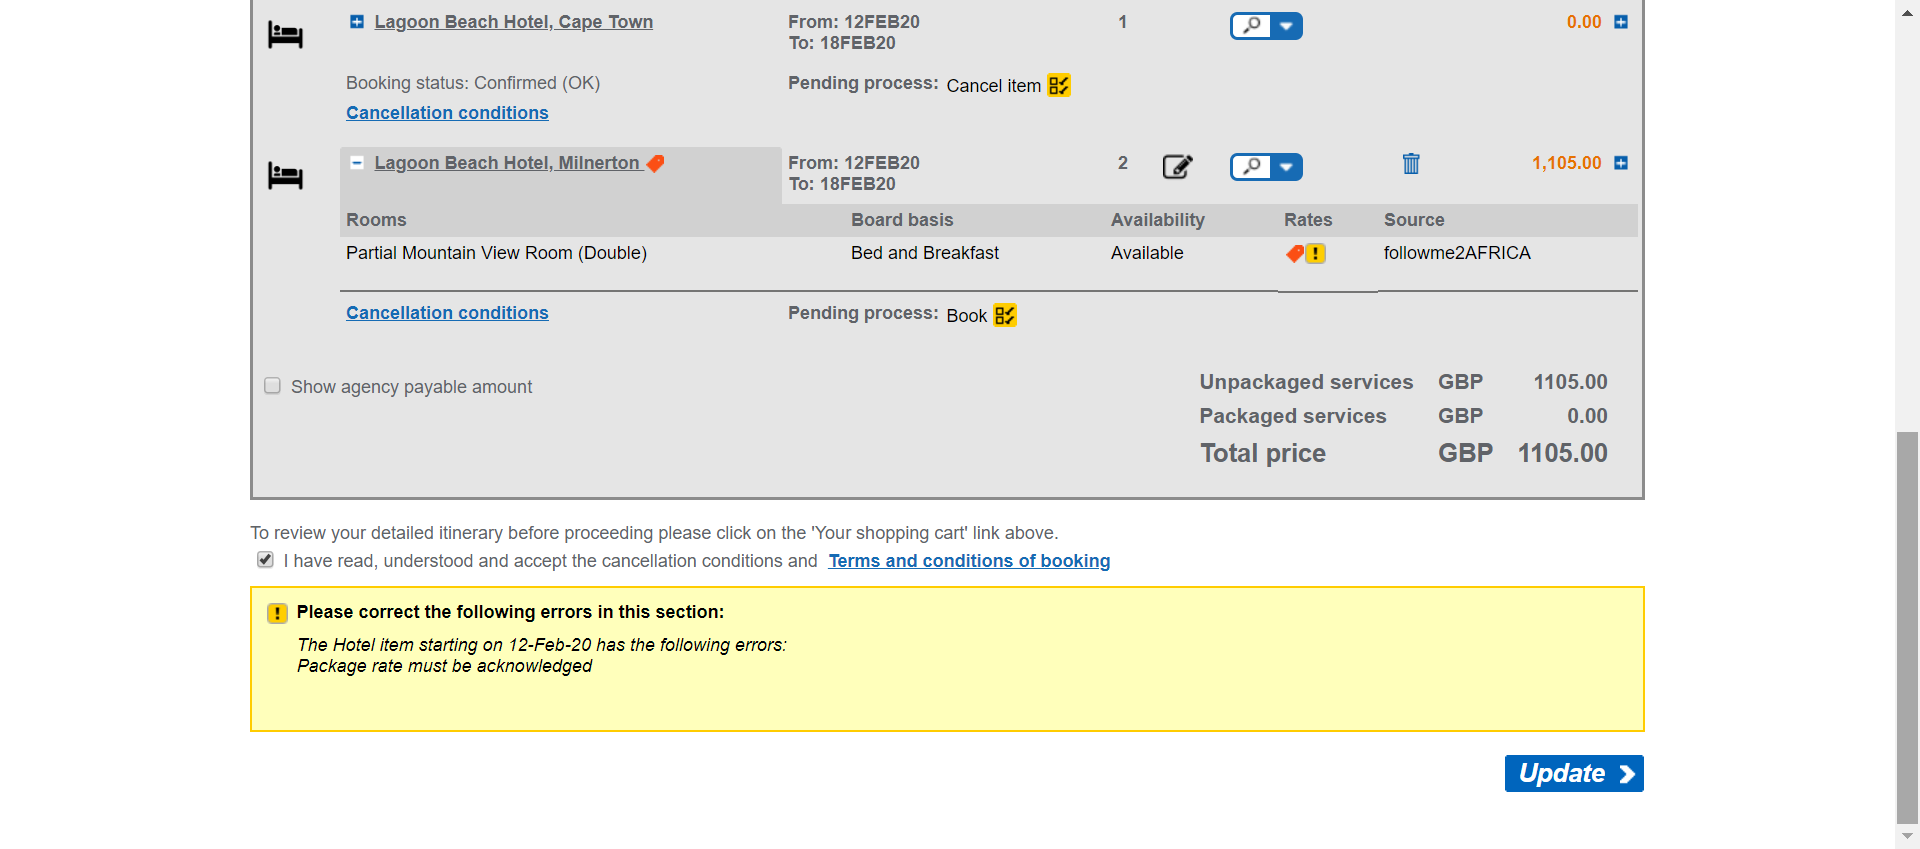 Lagoon Beach Hotel, Cape Town From: 12FEB20 1 0.00
To: 18FEB20
Booking status: Confirmed (OK) Pending process: Cancel item
Cancellation conditions
Lagoon Beach Hotel, Milnerton From: 12FEB20 2 1,105.00
To: 18FEB20
Rooms Board basis Availability Rates Source
Partial Mountain View Room (Double) Bed and Breakfast Available followme2AFRICA
Cancellation conditions Pending process: Book
Show agency payable amount
Unpackaged services GBP 1105.00
Packaged services GBP 0.00
Total price GBP 1105.00
To review your detailed itinerary before proceeding please click on the 'Your shopping cart' link above.
I have read, understood and accept the cancellation conditions and Terms and conditions of booking
Please correct the following errors in this section:
The Hotel item starting on 12-Feb-20 has the following errors:
Package rate must be acknowledged
Update